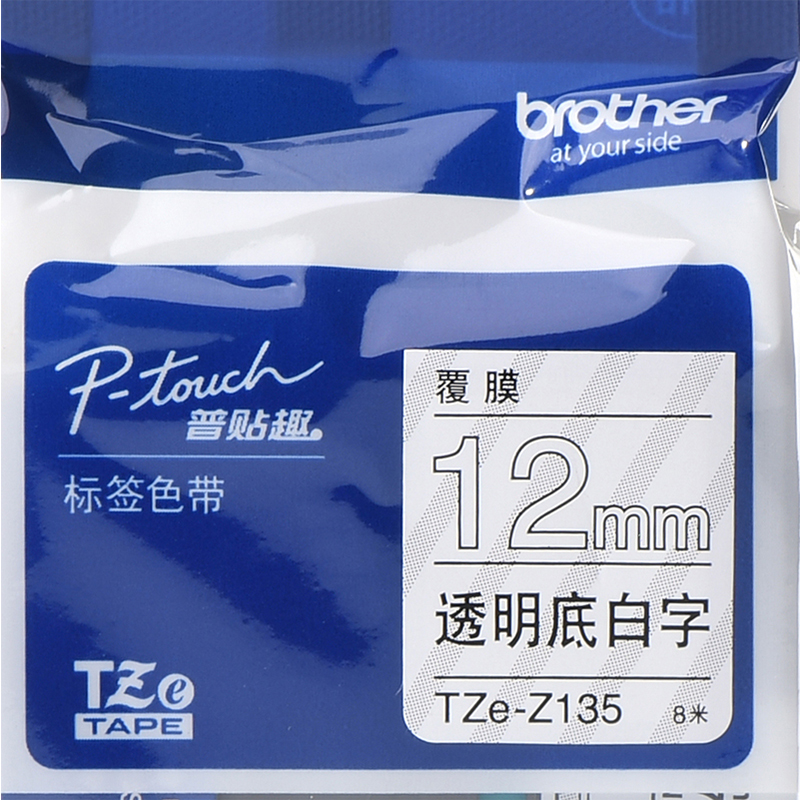 brother
at your side
P-touch
普贴趣
标签色带
覆膜
12mm
透明底白字
TZe-Z135 8米
TZe
TAPE